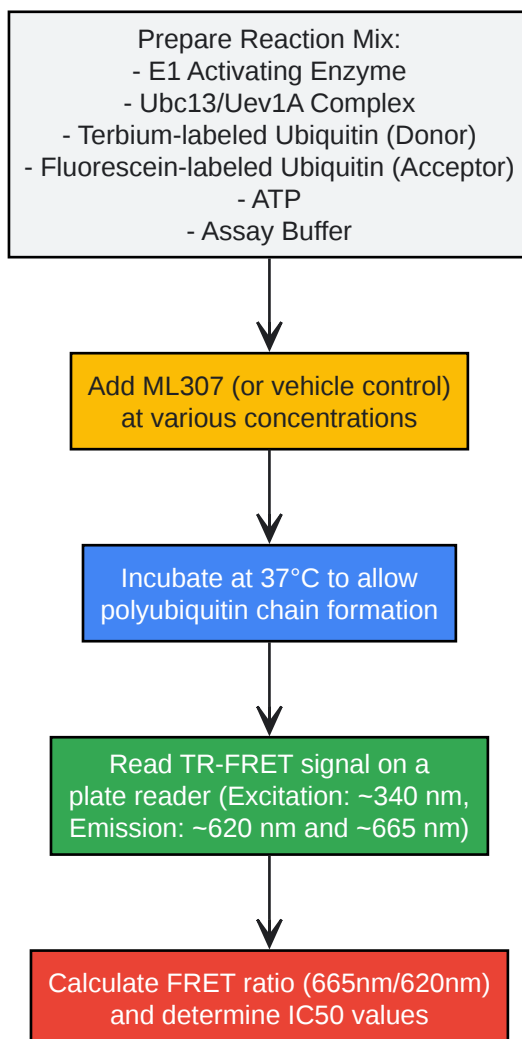 Prepare Reaction Mix:
- E1 Activating Enzyme
- Ubc13/Uev1A Complex
- Terbium-labeled Ubiquitin (Donor)
- Fluorescein-labeled Ubiquitin (Acceptor)
- ATP
- Assay Buffer
Add ML307 (or vehicle control)
at various concentrations
Incubate at 37°C to allow
polyubiquitin chain formation
Read TR-FRET signal on a
plate reader (Excitation: ~340 nm,
Emission: ~620 nm and ~665 nm)
Calculate FRET ratio (665nm/620nm)
and determine IC50 values